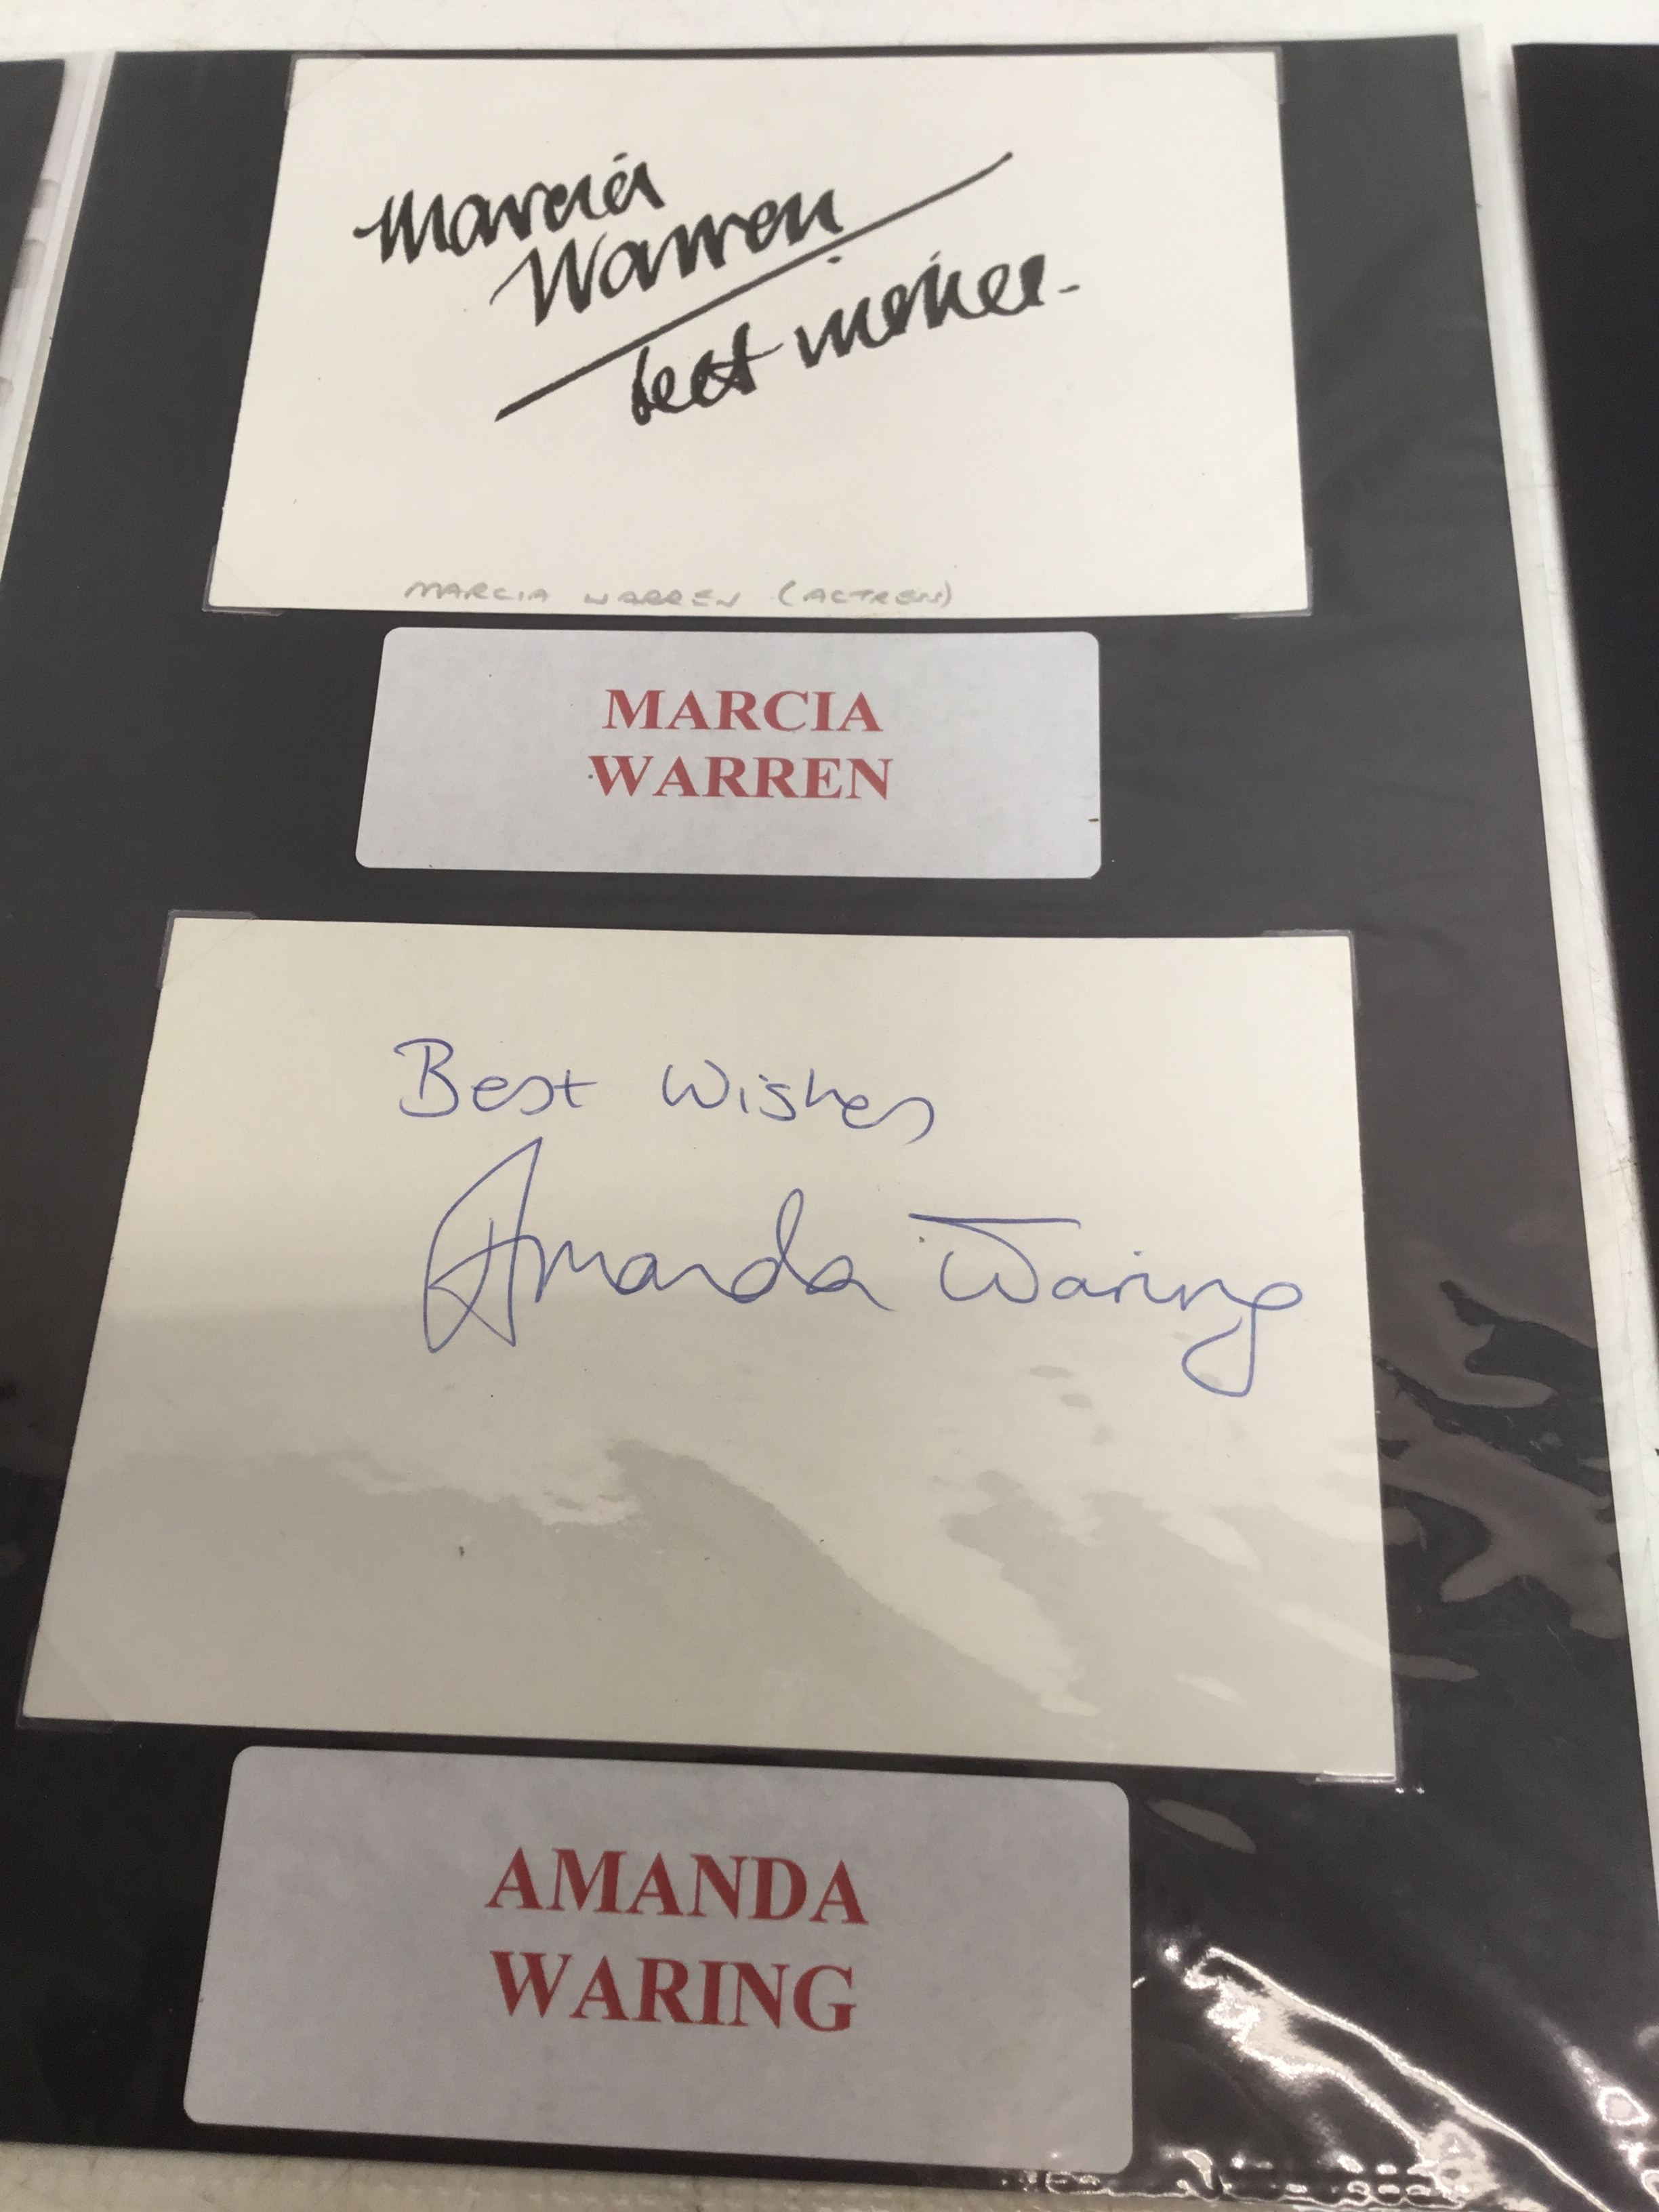 Marcia
Warren
best wishes.
MARCIA WARREN (ACTRESS)
MARCIA
WARREN
Best Wishes
Amanda Waring
AMANDA
WARING